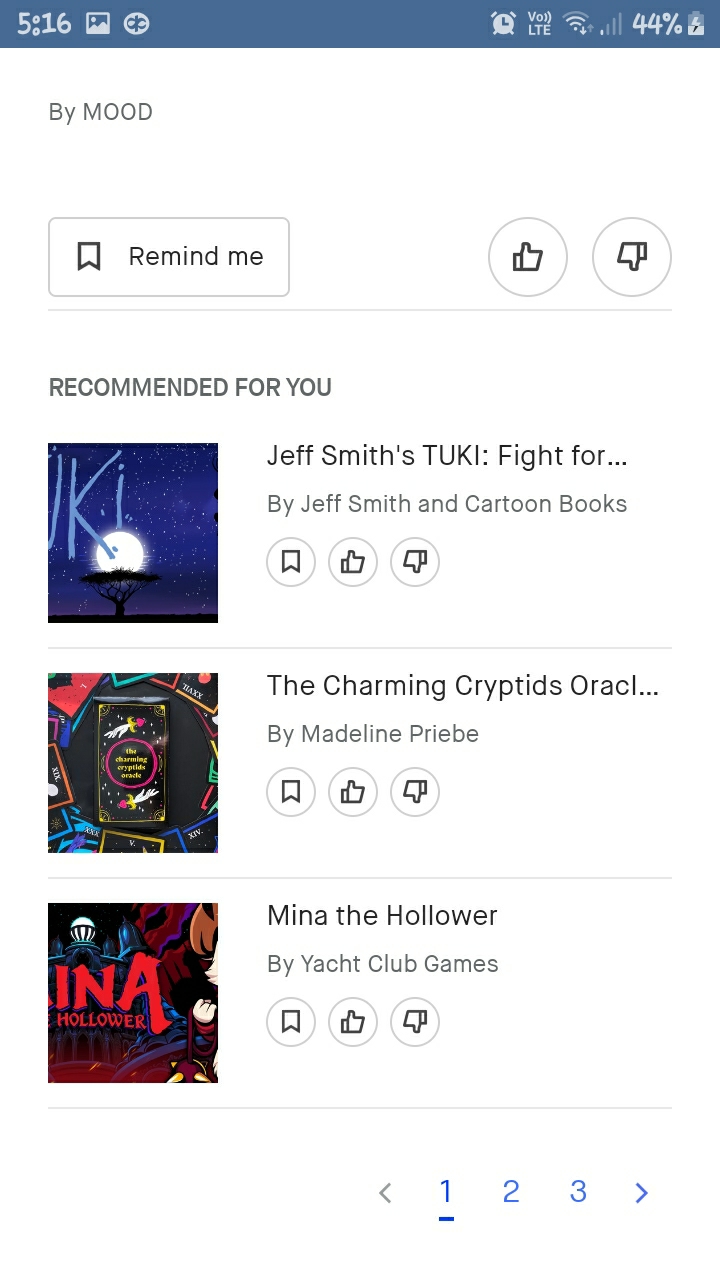 5:16
Vo)) LTE 44%
By MOOD
Remind me
RECOMMENDED FOR YOU
TUKi
Jeff Smith's TUKI: Fight for...
By Jeff Smith and Cartoon Books
XXVII
the
charming
cryptids
oracle
XIX
XXX
V.
XIV.
The Charming Cryptids Oracl...
By Madeline Priebe
INA
HOLLOWER
Mina the Hollower
By Yacht Club Games
1 2 3